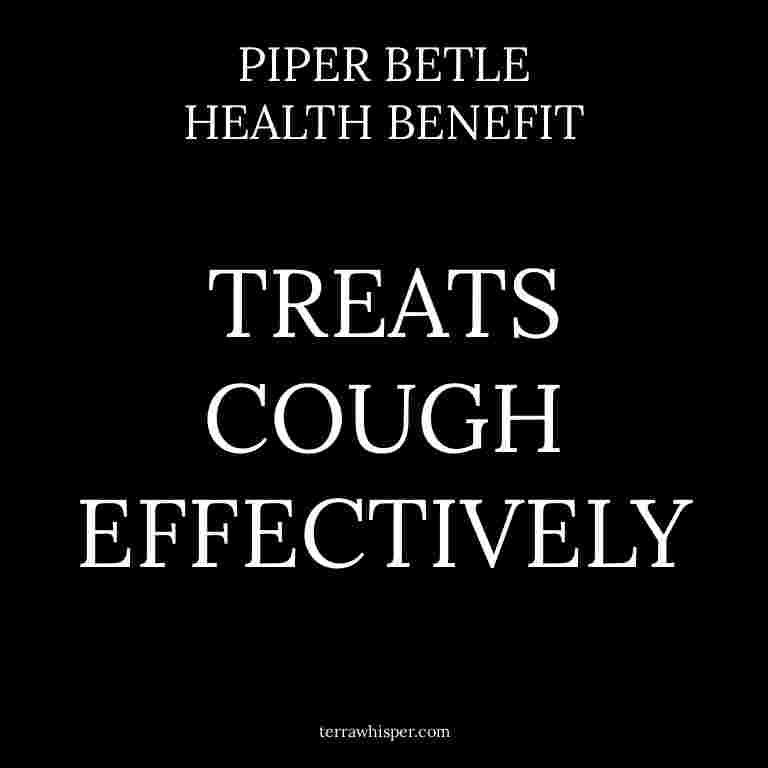 PIPER BETLE
HEALTH BENEFIT
TREATS
COUGH
EFFECTIVELY
terrawhisper.com